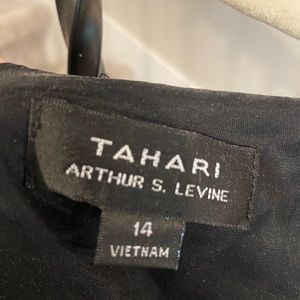 TAHARI
ARTHUR S. LEVINE
14
VIETNAM